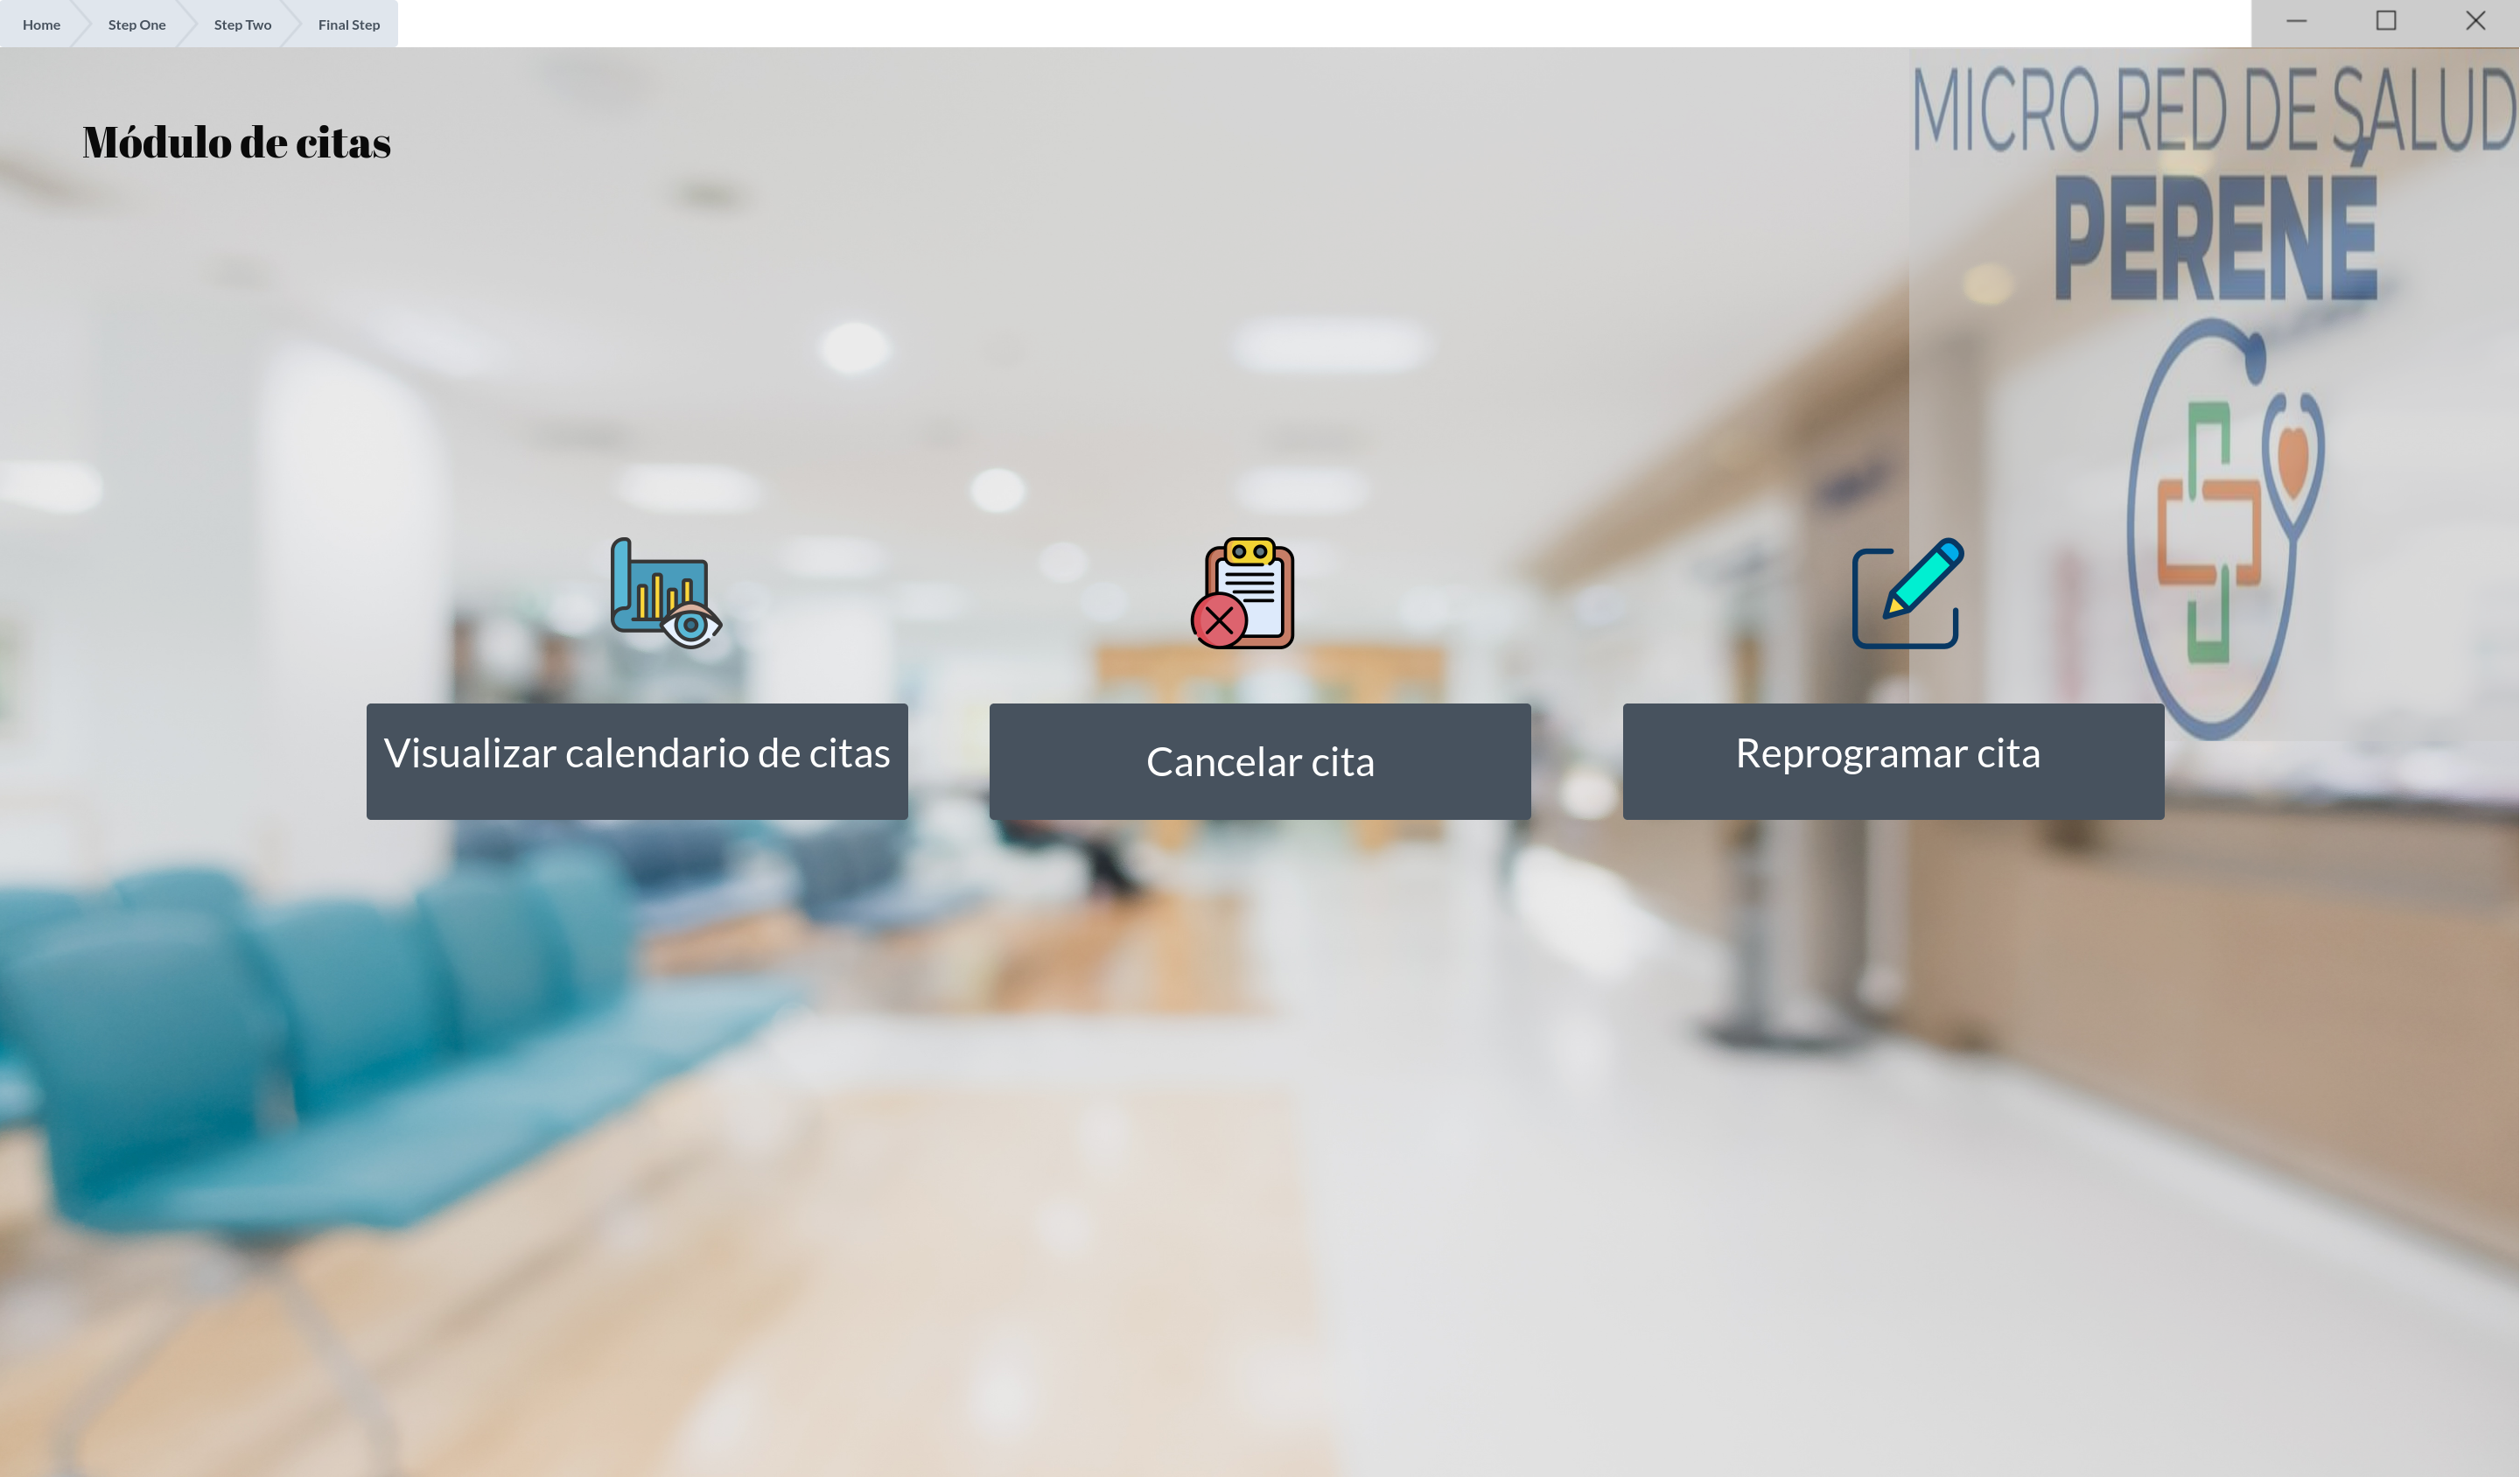 Home
Step One
Step Two
Final Step
Módulo de citas
MICRO RED DE SALUD
PERENÉ
Visualizar calendario de citas
Cancelar cita
Reprogramar cita